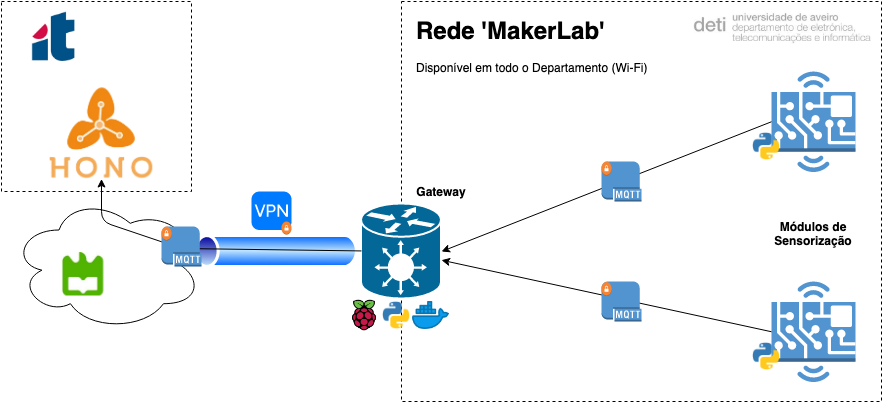 it
HONO
Rede 'MakerLab'
Disponível em todo o Departamento (Wi-Fi)
deti
universidade de aveiro
departamento de eletrónica,
telecomunicações e informática
MQTT
Gateway
VPN
MQTT
Módulos de
Sensorização
MQTT